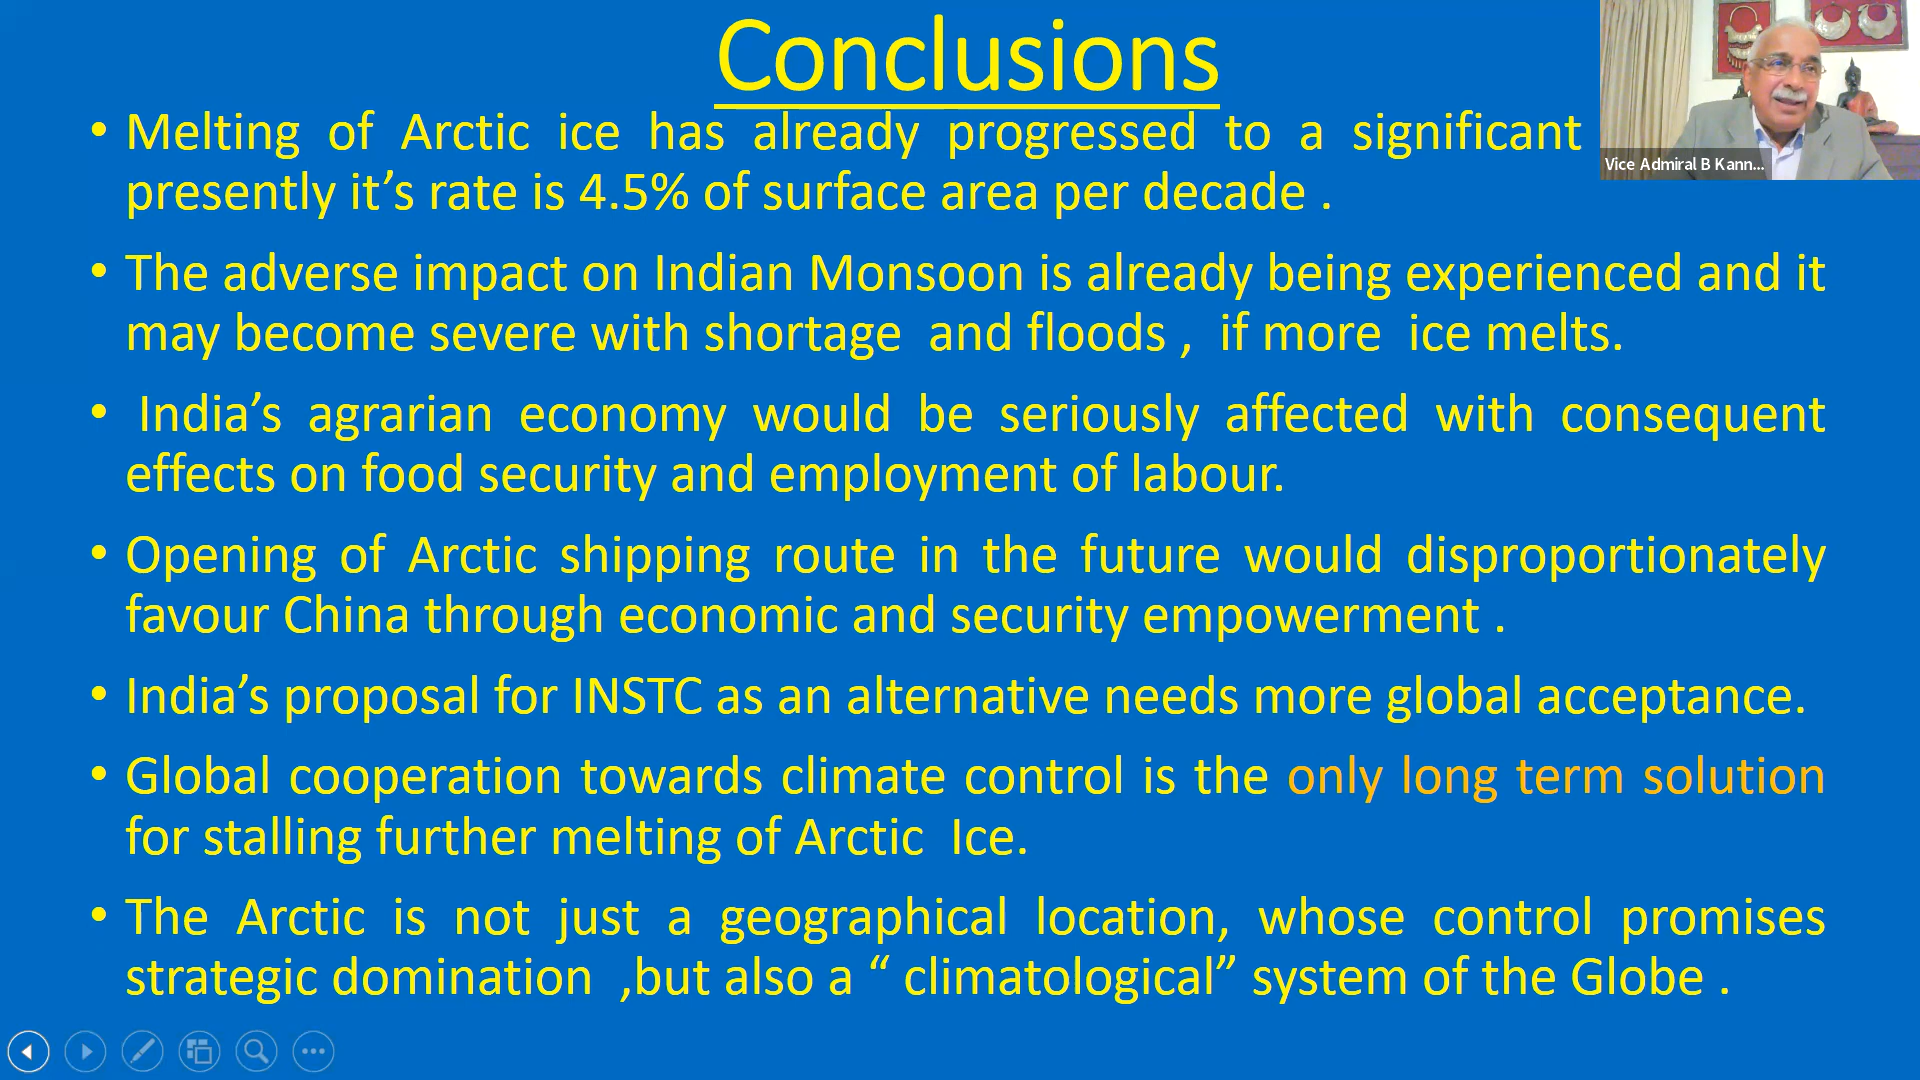 Conclusions
• Melting of Arctic ice has already progressed to a significant
presently it’s rate is 4.5% of surface area per decade .
• The adverse impact on Indian Monsoon is already being experienced and it
may become severe with shortage and floods , if more ice melts.
• India’s agrarian economy would be seriously affected with consequent
effects on food security and employment of labour.
• Opening of Arctic shipping route in the future would disproportionately
favour China through economic and security empowerment .
• India’s proposal for INSTC as an alternative needs more global acceptance.
• Global cooperation towards climate control is the only long term solution
for stalling further melting of Arctic Ice.
• The Arctic is not just a geographical location, whose control promises
strategic domination ,but also a “ climatological” system of the Globe .
Vice Admiral B Kann...